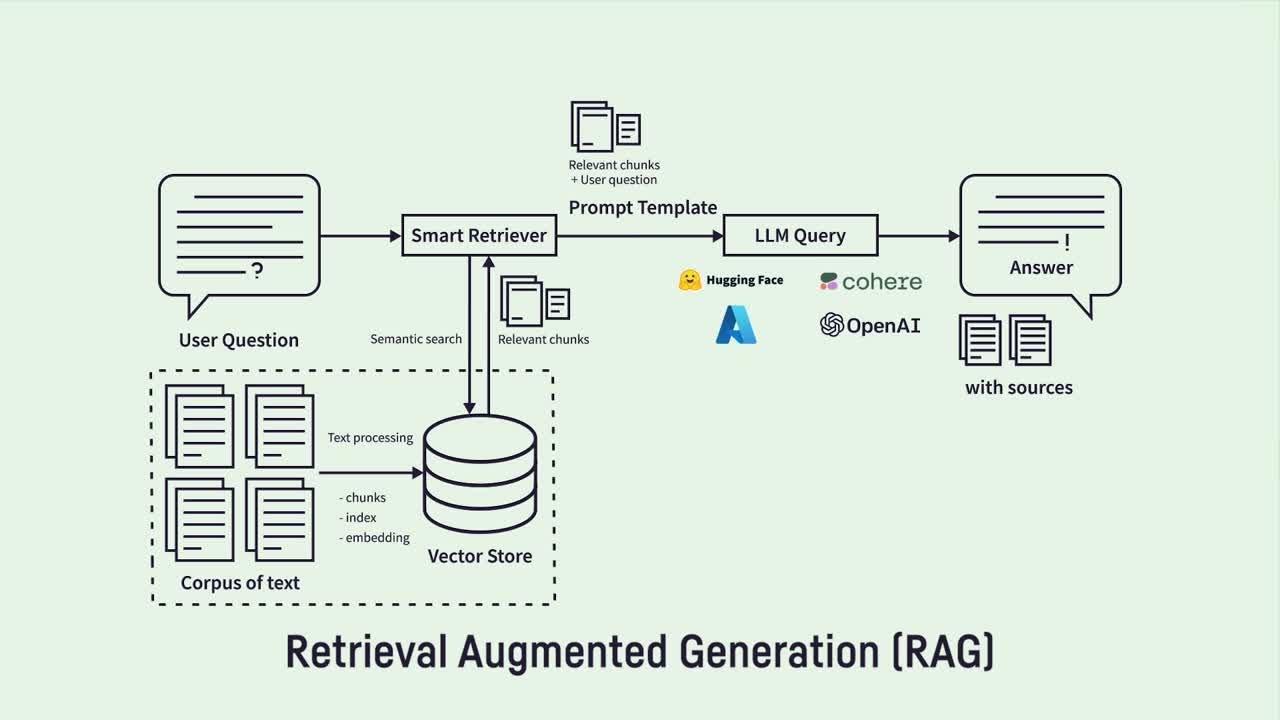 Relevant chunks
+ User question
Prompt Template
?
User Question
Smart Retriever
LLM Query
!
Answer
with sources
Hugging Face
cohere
OpenAI
Semantic search
Relevant chunks
Text processing
- chunks
- index
- embedding
Corpus of text
Vector Store
Retrieval Augmented Generation (RAG)